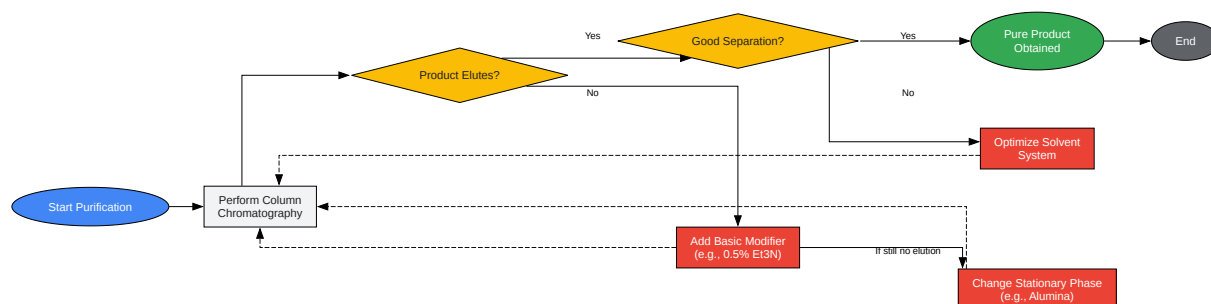 Start Purification
Perform Column
Chromatography
Product Elutes?
Yes
No
Good Separation?
Yes
No
Pure Product
Obtained
End
Optimize Solvent
System
Add Basic Modifier
(e.g., 0.5% Et3N)
If still no elution
Change Stationary Phase
(e.g., Alumina)